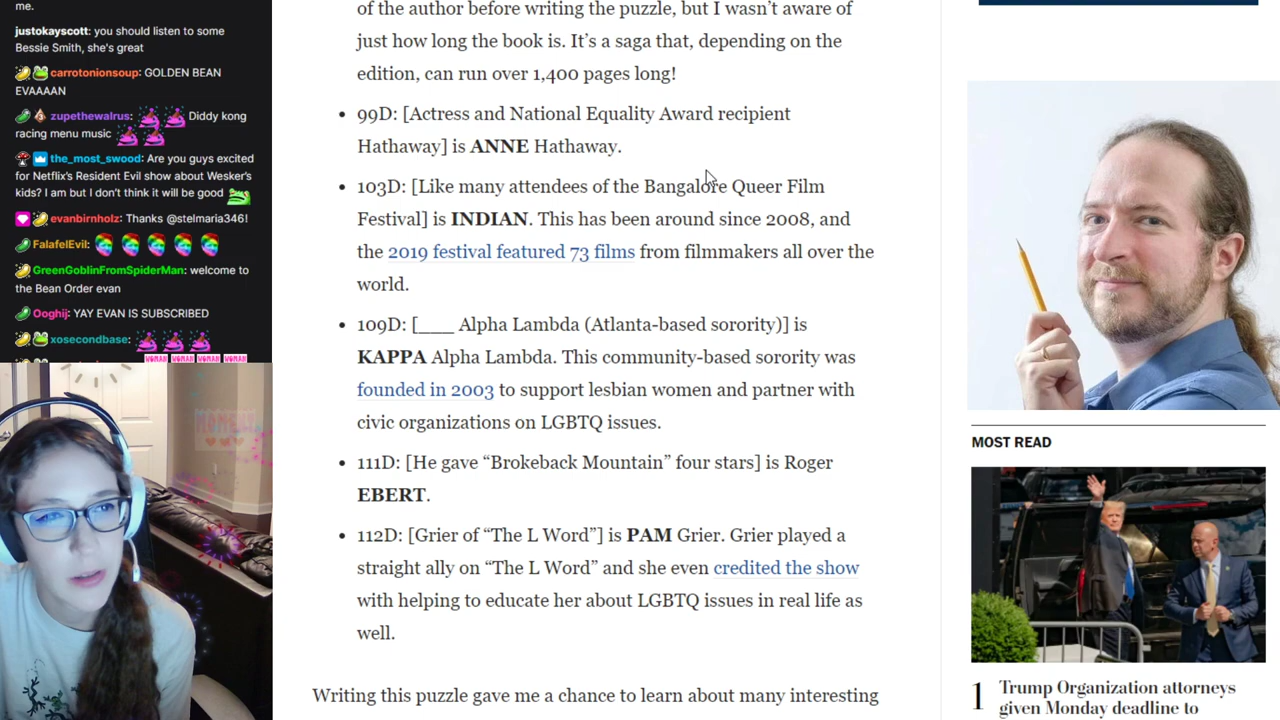 me.
justokayscott: you should listen to some
Bessie Smith, she's great
carrotonionsoup: GOLDEN BEAN
EVAAAAN
zupethewalrus: Diddy kong
racing menu music
the_most_swood: Are you guys excited
for Netflix's Resident Evil show about Wesker's
kids? I am but I don't think it will be good
evanbirnholz: Thanks @stelmaria346!
FalafelEvil:
GreenGoblinFromSpiderMan: welcome to
the Bean Order evan
Ooghij: YAY EVAN IS SUBSCRIBED
xosecondbase:
WOMAN WOMAN WOMAN WOMAN
of the author before writing the puzzle, but I wasn't aware of
just how long the book is. It's a saga that, depending on the
edition, can run over 1,400 pages long!
• 99D: [Actress and National Equality Award recipient
Hathaway] is ANNE Hathaway.
• 103D: [Like many attendees of the Bangalore Queer Film
Festival] is INDIAN. This has been around since 2008, and
the 2019 festival featured 73 films from filmmakers all over the
world.
• 109D: [___ Alpha Lambda (Atlanta-based sorority)] is
KAPPA Alpha Lambda. This community-based sorority was
founded in 2003 to support lesbian women and partner with
civic organizations on LGBTQ issues.
• 111D: [He gave “Brokeback Mountain” four stars] is Roger
EBERT.
• 112D: [Grier of “The L Word”] is PAM Grier. Grier played a
straight ally on “The L Word” and she even credited the show
with helping to educate her about LGBTQ issues in real life as
well.
Writing this puzzle gave me a chance to learn about many interesting
MOST READ
1 Trump Organization attorneys
given Monday deadline to